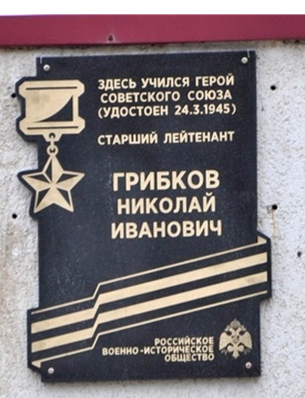 ЗДЕСЬ УЧИЛСЯ ГЕРОЙ
СОВЕТСКОГО СОЮЗА
(УДОСТОЕН 24.3.1945)
СТАРШИЙ ЛЕЙТЕНАНТ
ГРИБКОВ
НИКОЛАЙ
ИВАНОВИЧ
РОССИЙСКОЕ
ВОЕННО-ИСТОРИЧЕСКОЕ
ОБЩЕСТВО